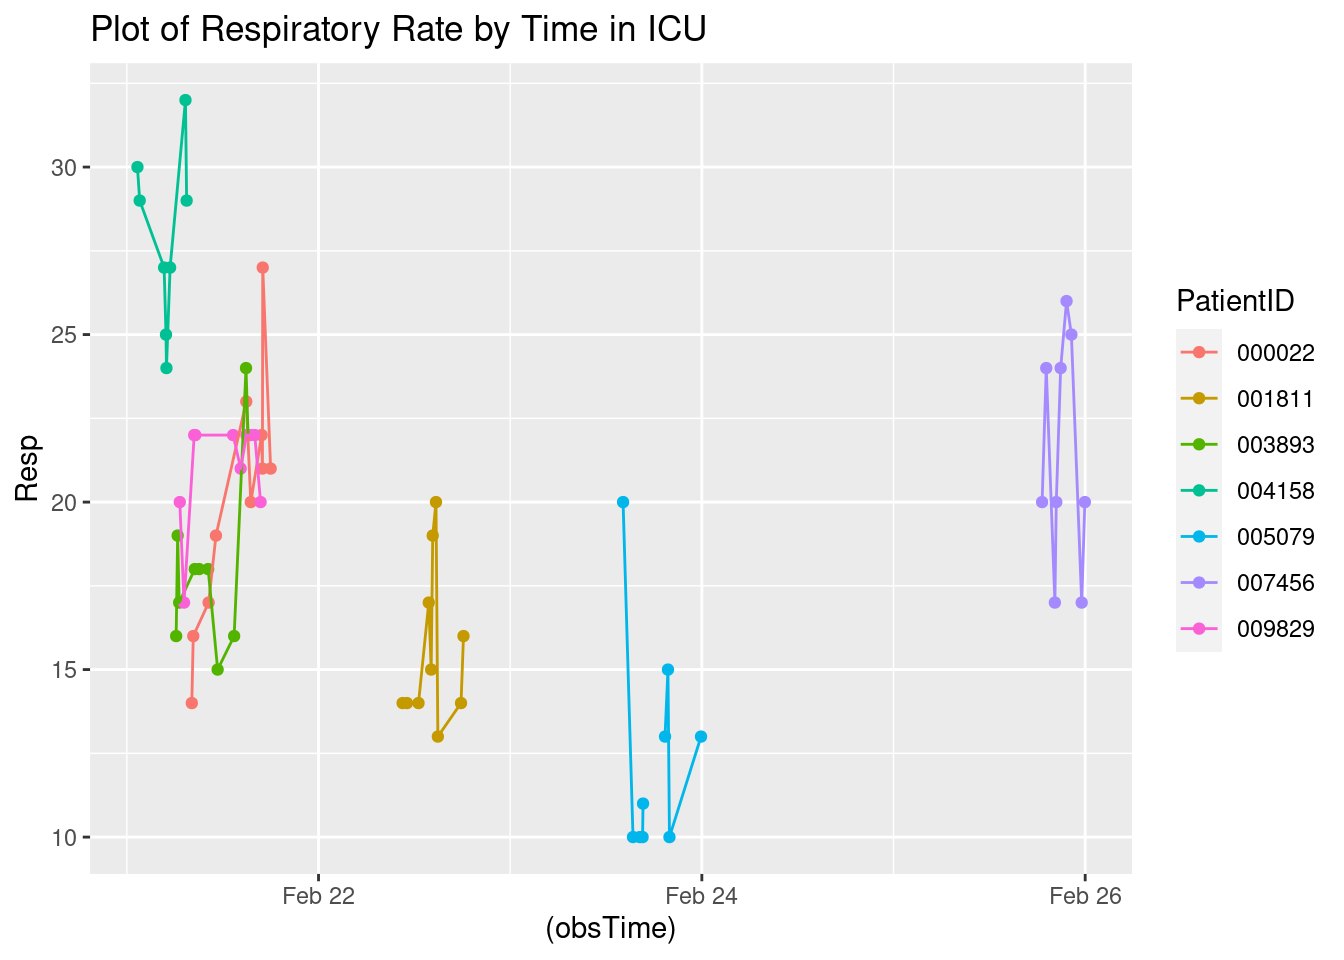 Plot of Respiratory Rate by Time in ICU
30
25
20
15
10
Resp
Feb 22
Feb 24
Feb 26
(obsTime)
PatientID
000022
001811
003893
004158
005079
007456
009829